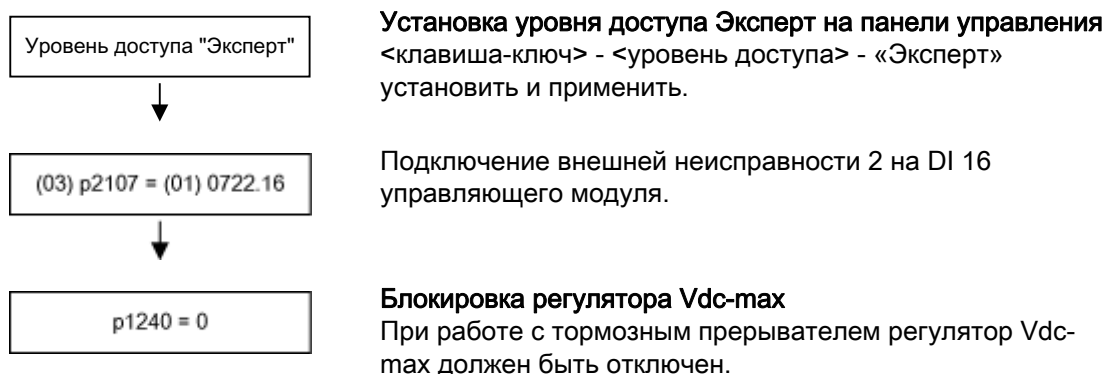 Уровень доступа "Эксперт"
Установка уровня доступа Эксперт на панели управления
<клавиша-ключ> - <уровень доступа> - «Эксперт»
установить и применить.
(03) p2107 = (01) 0722.16
Подключение внешней неисправности 2 на DI 16
управляющего модуля.
p1240 = 0
Блокировка регулятора Vdc-max
При работе с тормозным прерывателем регулятор Vdc-
max должен быть отключен.